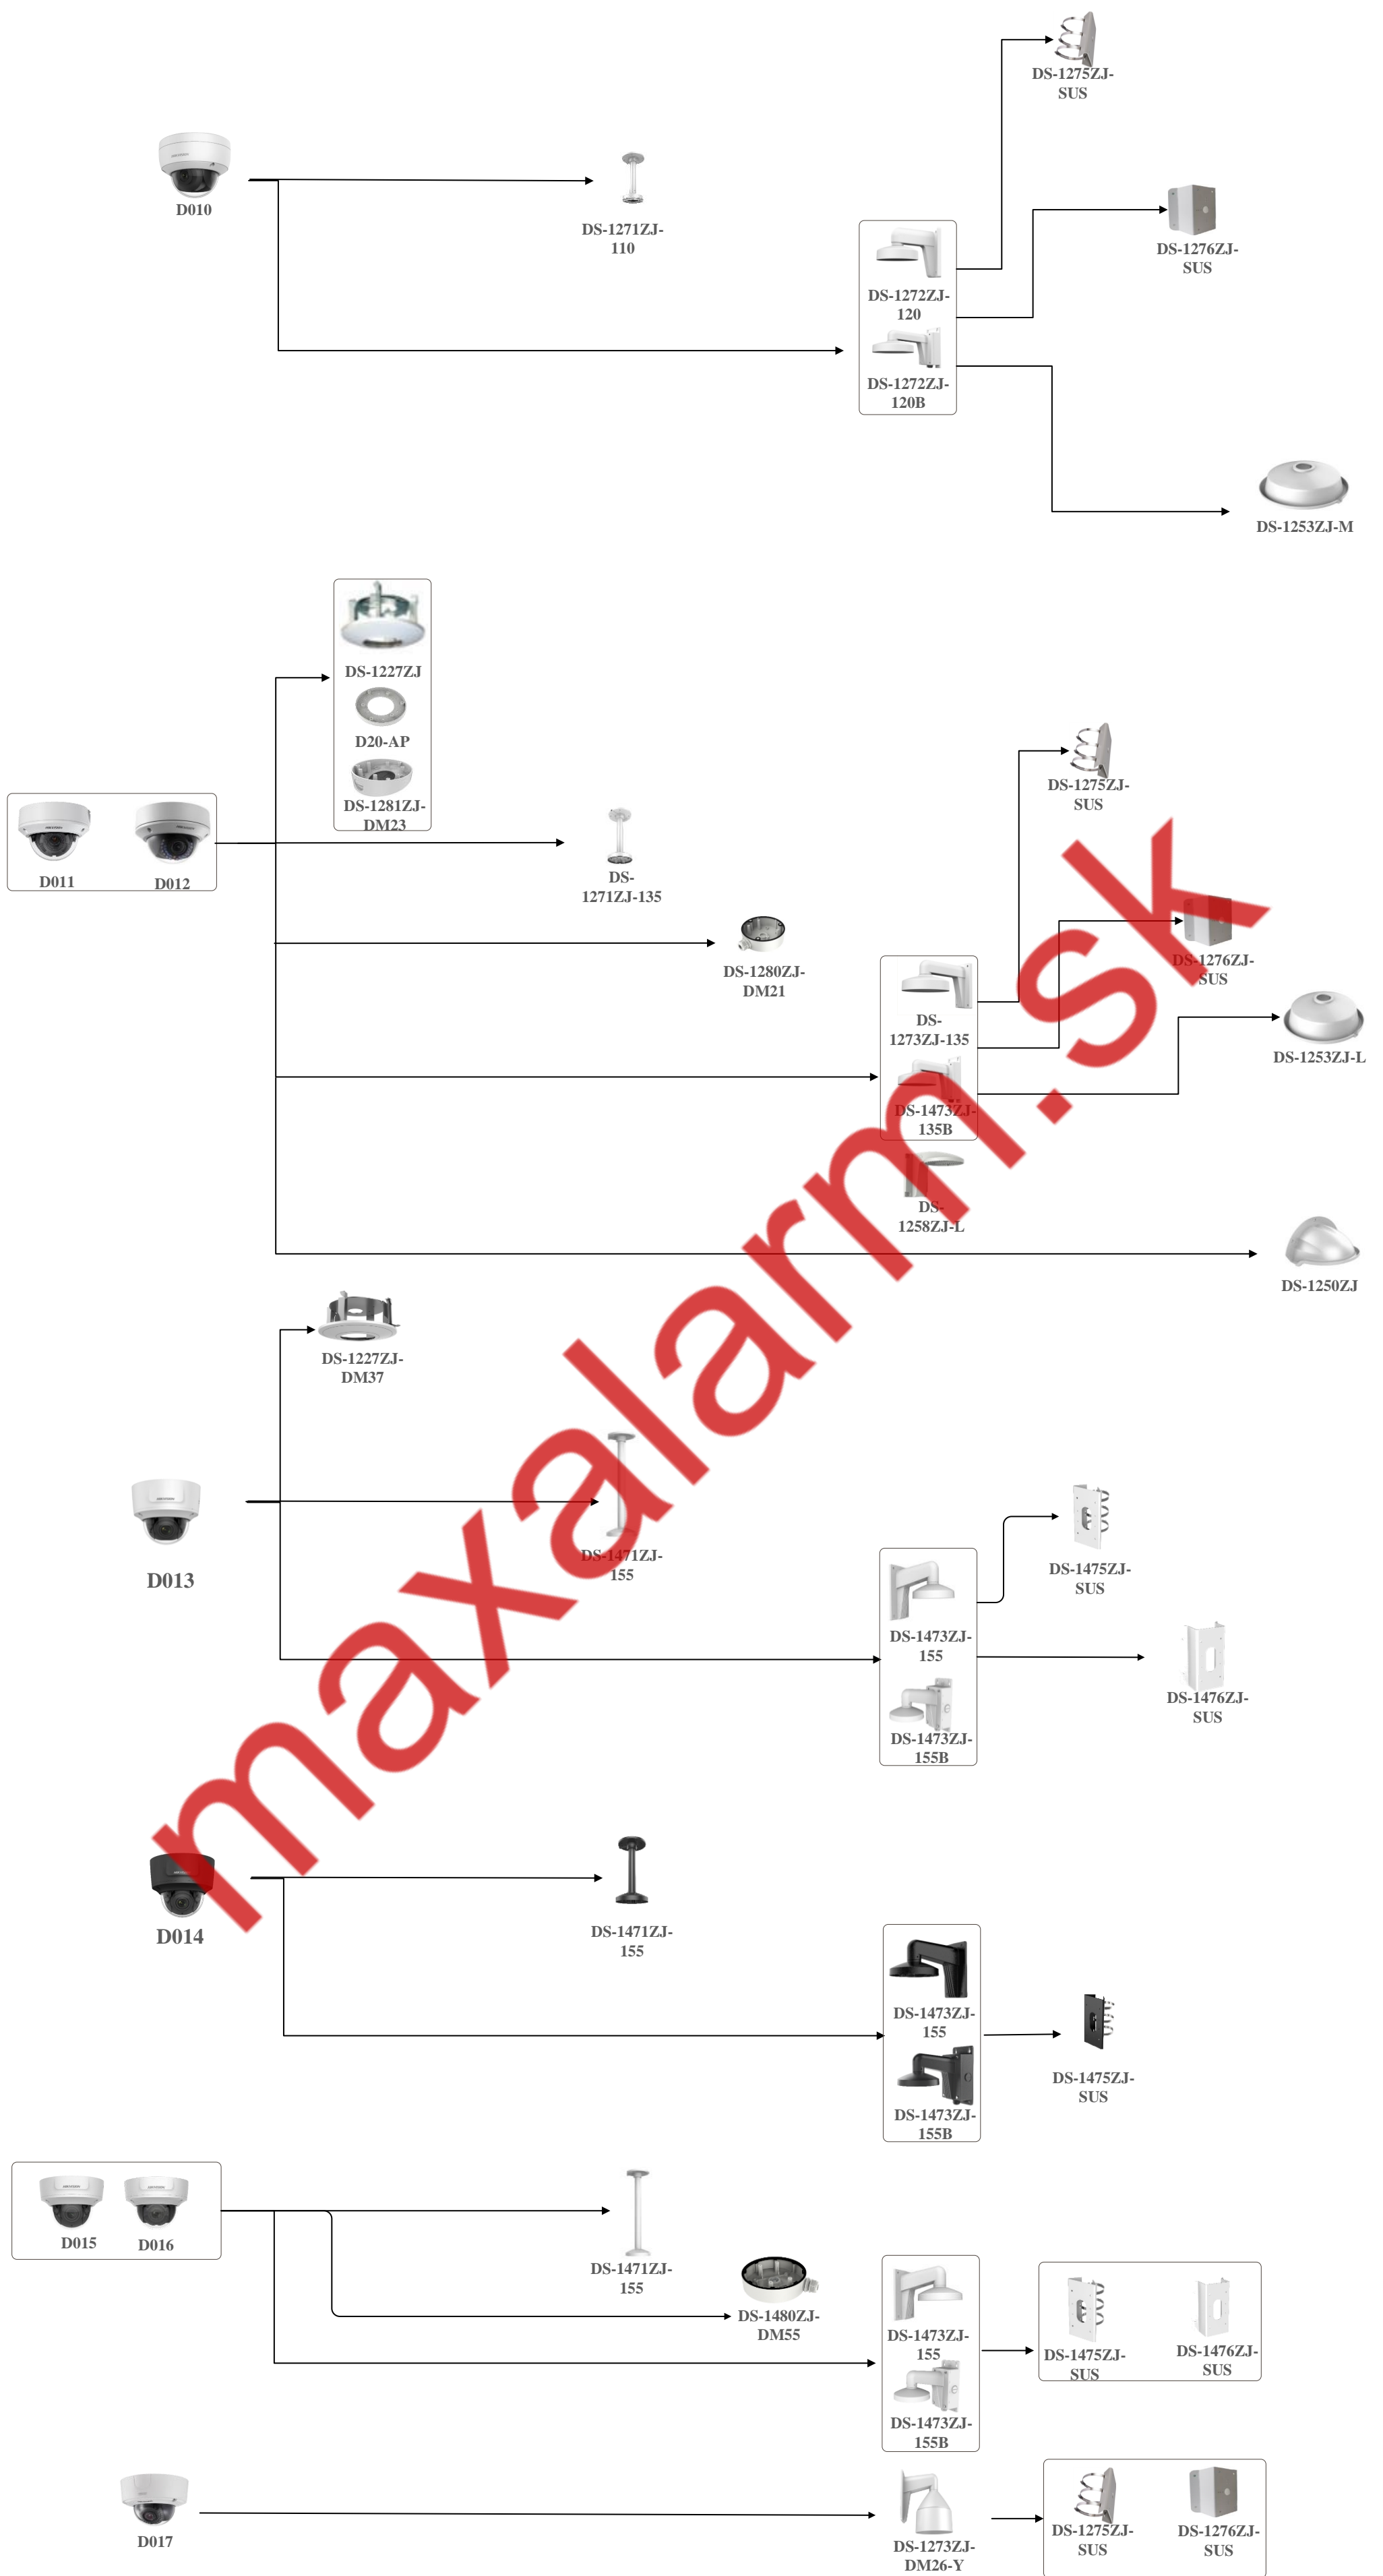 DS-1275ZJ-
SUS
D010
DS-1271ZJ-
110
DS-1276ZJ-
SUS
DS-1272ZJ-
120
DS-1272ZJ-
120B
DS-1253ZJ-M
DS-1227ZJ
D20-AP
DS-1281ZJ-
DM23
DS-1275ZJ-
SUS
D011
D012
DS-
1271ZJ-135
DS-1280ZJ-
DM21
DS-1276ZJ-
SUS
DS-
1273ZJ-135
DS-1253ZJ-L
DS-1473ZJ-
135B
DS-
1258ZJ-L
DS-1250ZJ
DS-1227ZJ-
DM37
D013
DS-1471ZJ-
155
DS-1475ZJ-
SUS
DS-1473ZJ-
155
DS-1476ZJ-
SUS
DS-1473ZJ-
155B
maxalarm.sk
D014
DS-1471ZJ-
155
DS-1473ZJ-
155
DS-1475ZJ-
SUS
DS-1473ZJ-
155B
D015
D016
DS-1471ZJ-
155
DS-1480ZJ-
DM55
DS-1473ZJ-
155
DS-1475ZJ-
SUS
DS-1476ZJ-
SUS
DS-1473ZJ-
155B
D017
DS-1273ZJ-
DM26-Y
DS-1275ZJ-
SUS
DS-1276ZJ-
SUS